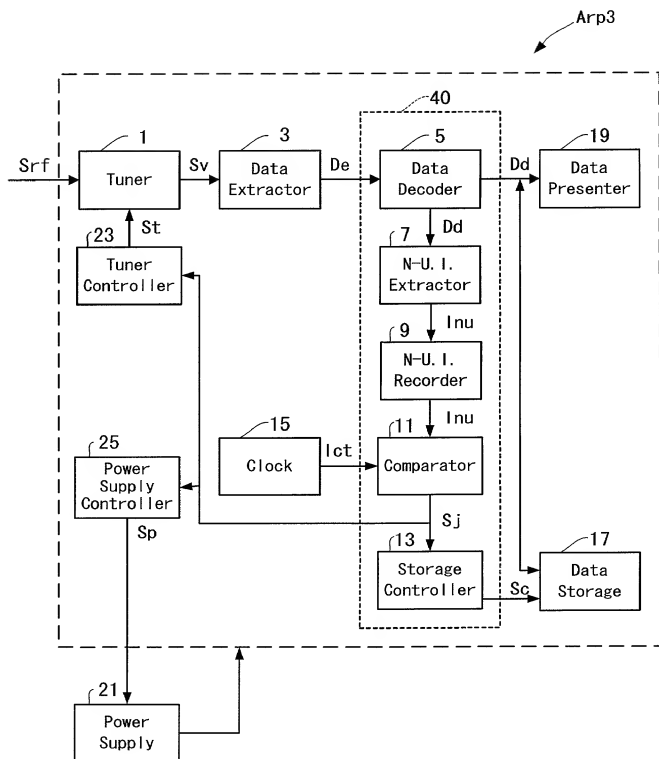 Arp3
40
1
3
5
19
Srf
Tuner
Sv
Data
Extractor
De
Data
Decoder
Dd
Data
Presenter
St
Dd
23
Tuner
Controller
7
N-U.I.
Extractor
Inu
9
N-U.I.
Recorder
Inu
15
Clock
Ict
11
Comparator
25
Power
Supply
Controller
Sp
Sj
13
Storage
Controller
Sc
17
Data
Storage
21
Power
Supply